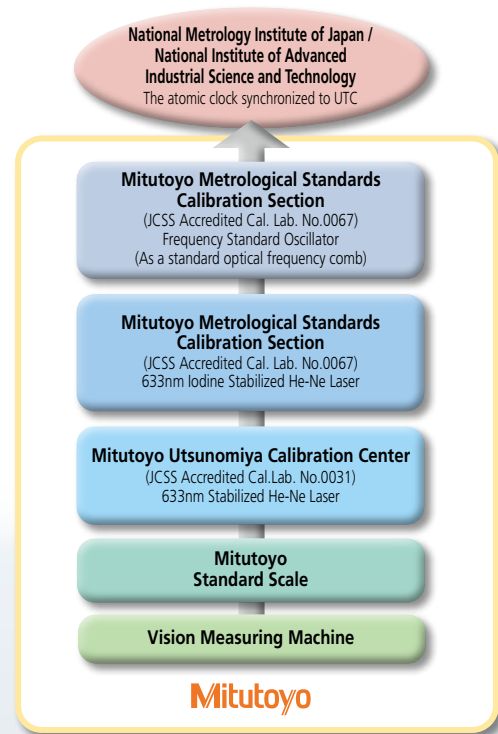 National Metrology Institute of Japan /
National Institute of Advanced
Industrial Science and Technology
The atomic clock synchronized to UTC
Mitutoyo Metrological Standards
Calibration Section
(JCSS Accredited Cal. Lab. No.0067)
Frequency Standard Oscillator
(As a standard optical frequency comb)
Mitutoyo Metrological Standards
Calibration Section
(JCSS Accredited Cal. Lab. No.0067)
633nm Iodine Stabilized He-Ne Laser
Mitutoyo Utsunomiya Calibration Center
(JCSS Accredited Cal.Lab. No.0031)
633nm Stabilized He-Ne Laser
Mitutoyo
Standard Scale
Vision Measuring Machine
Mitutoyo